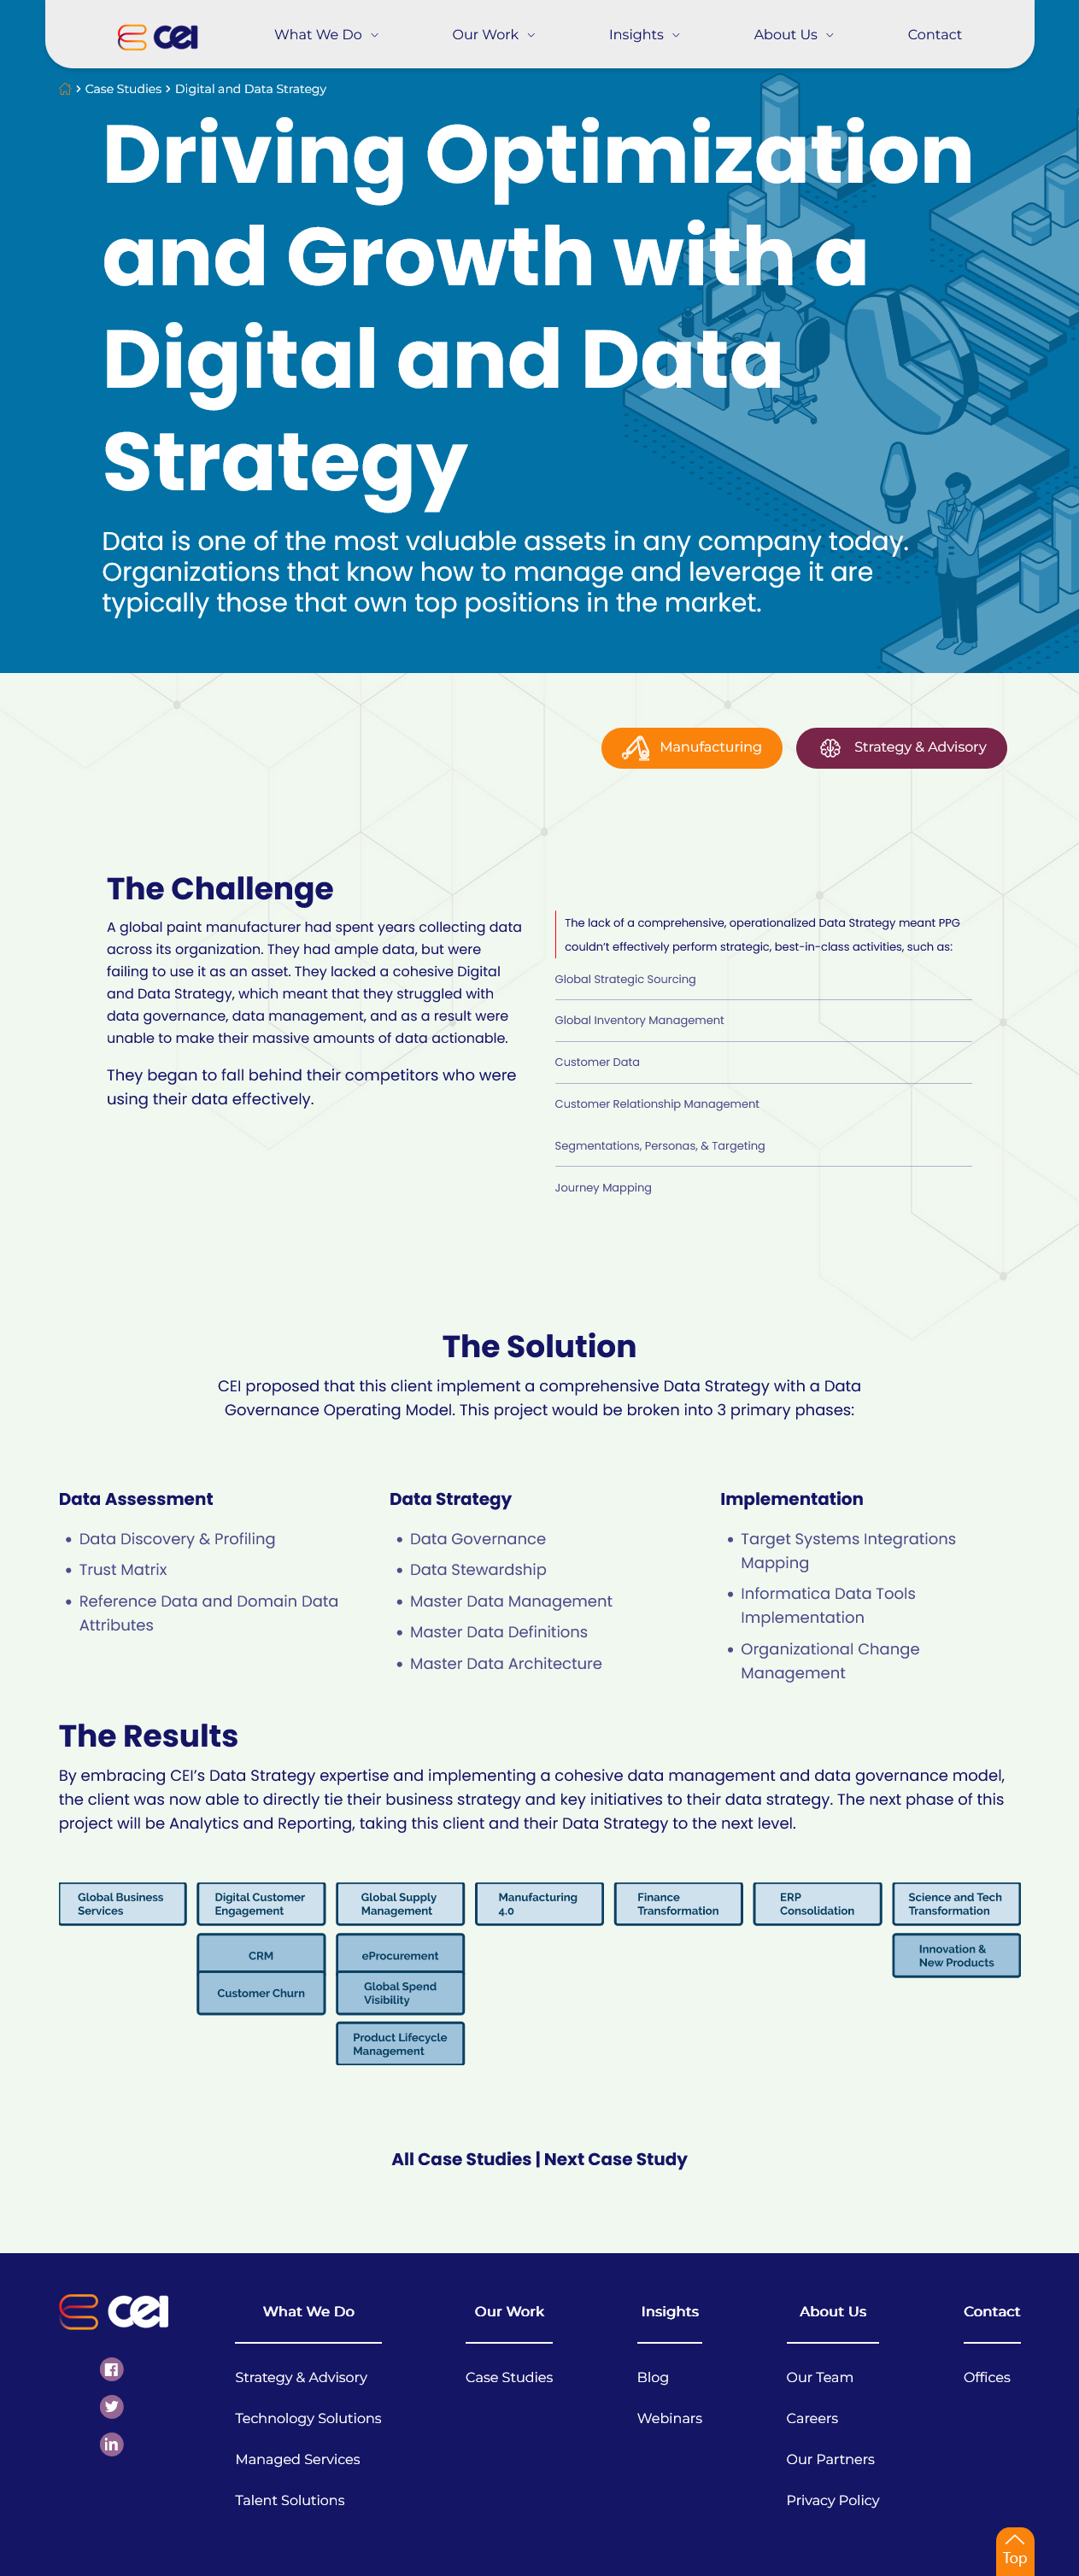 CEI
What We Do
Our Work
Insights
About Us
Contact
Case Studies
Digital and Data Strategy
Driving Optimization
and Growth with a
Digital and Data
Strategy
Data is one of the most valuable assets in any company today.
Organizations that know how to manage and leverage it are
typically those that own top positions in the market.
Manufacturing
Strategy & Advisory
The Challenge
A global paint manufacturer had spent years collecting data
across its organization. They had ample data, but were
failing to use it as an asset. They lacked a cohesive Digital
and Data Strategy, which meant that they struggled with
data governance, data management, and as a result were
unable to make their massive amounts of data actionable.
They began to fall behind their competitors who were
using their data effectively.
The lack of a comprehensive, operationalized Data Strategy meant PPG
couldn’t effectively perform strategic, best-in-class activities, such as:
Global Strategic Sourcing
Global Inventory Management
Customer Data
Customer Relationship Management
Segmentations, Personas, & Targeting
Journey Mapping
The Solution
CEI proposed that this client implement a comprehensive Data Strategy with a Data
Governance Operating Model. This project would be broken into 3 primary phases:
Data Assessment
• Data Discovery & Profiling
• Trust Matrix
• Reference Data and Domain Data
Attributes
Data Strategy
• Data Governance
• Data Stewardship
• Master Data Management
• Master Data Definitions
• Master Data Architecture
Implementation
• Target Systems Integrations
Mapping
• Informatica Data Tools
Implementation
• Organizational Change
Management
The Results
By embracing CEI’s Data Strategy expertise and implementing a cohesive data management and data governance model,
the client was now able to directly tie their business strategy and key initiatives to their data strategy. The next phase of this
project will be Analytics and Reporting, taking this client and their Data Strategy to the next level.
Global Business
Services
Digital Customer
Engagement
CRM
Customer Churn
Global Supply
Management
eProcurement
Global Spend
Visibility
Product Lifecycle
Management
Manufacturing
4.0
Finance
Transformation
ERP
Consolidation
Science and Tech
Transformation
Innovation &
New Products
All Case Studies | Next Case Study
CEI
What We Do
Strategy & Advisory
Technology Solutions
Managed Services
Talent Solutions
Our Work
Case Studies
Insights
Blog
Webinars
About Us
Our Team
Careers
Our Partners
Privacy Policy
Contact
Offices
Top